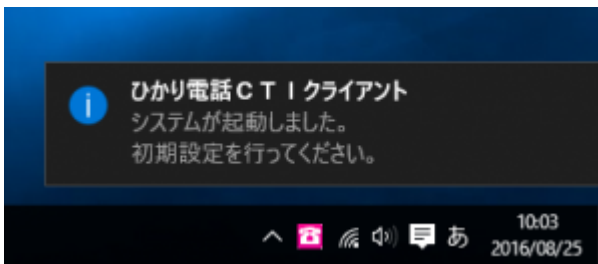 ひかり電話CTIクライアント
システムが起動しました。
初期設定を行ってください。
あ
10:03
2016/08/25